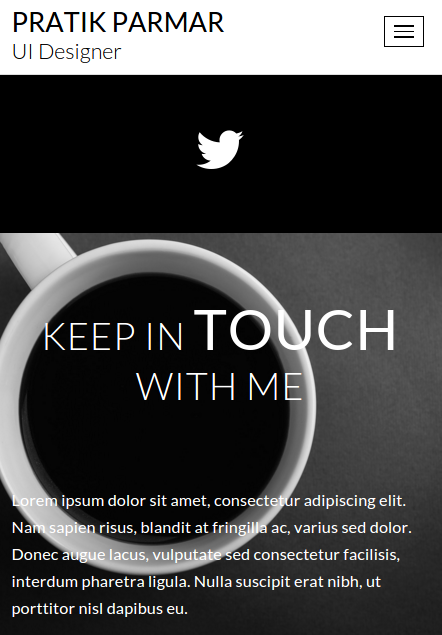 PRATIK PARMAR
UI Designer
KEEP IN TOUCH
WITH ME
Lorem ipsum dolor sit amet, consectetur adipiscing elit.
Nam sapien risus, blandit at fringilla ac, varius sed dolor.
Donec augue lacus, vulputate sed consectetur facilisis,
interdum pharetra ligula. Nulla suscipit erat nibh, ut
porttitor nisl dapibus eu.